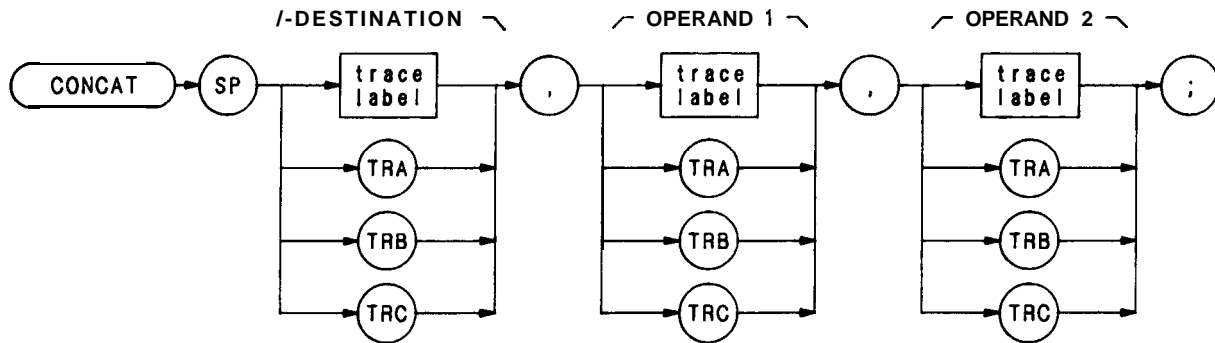 /-DESTINATION
OPERAND 1
OPERAND 2
CONCAT
SP
trace
label
,
trace
label
,
trace
label
;
TRA
TRA
TRA
TRB
TRB
TRB
TRC
TRC
TRC